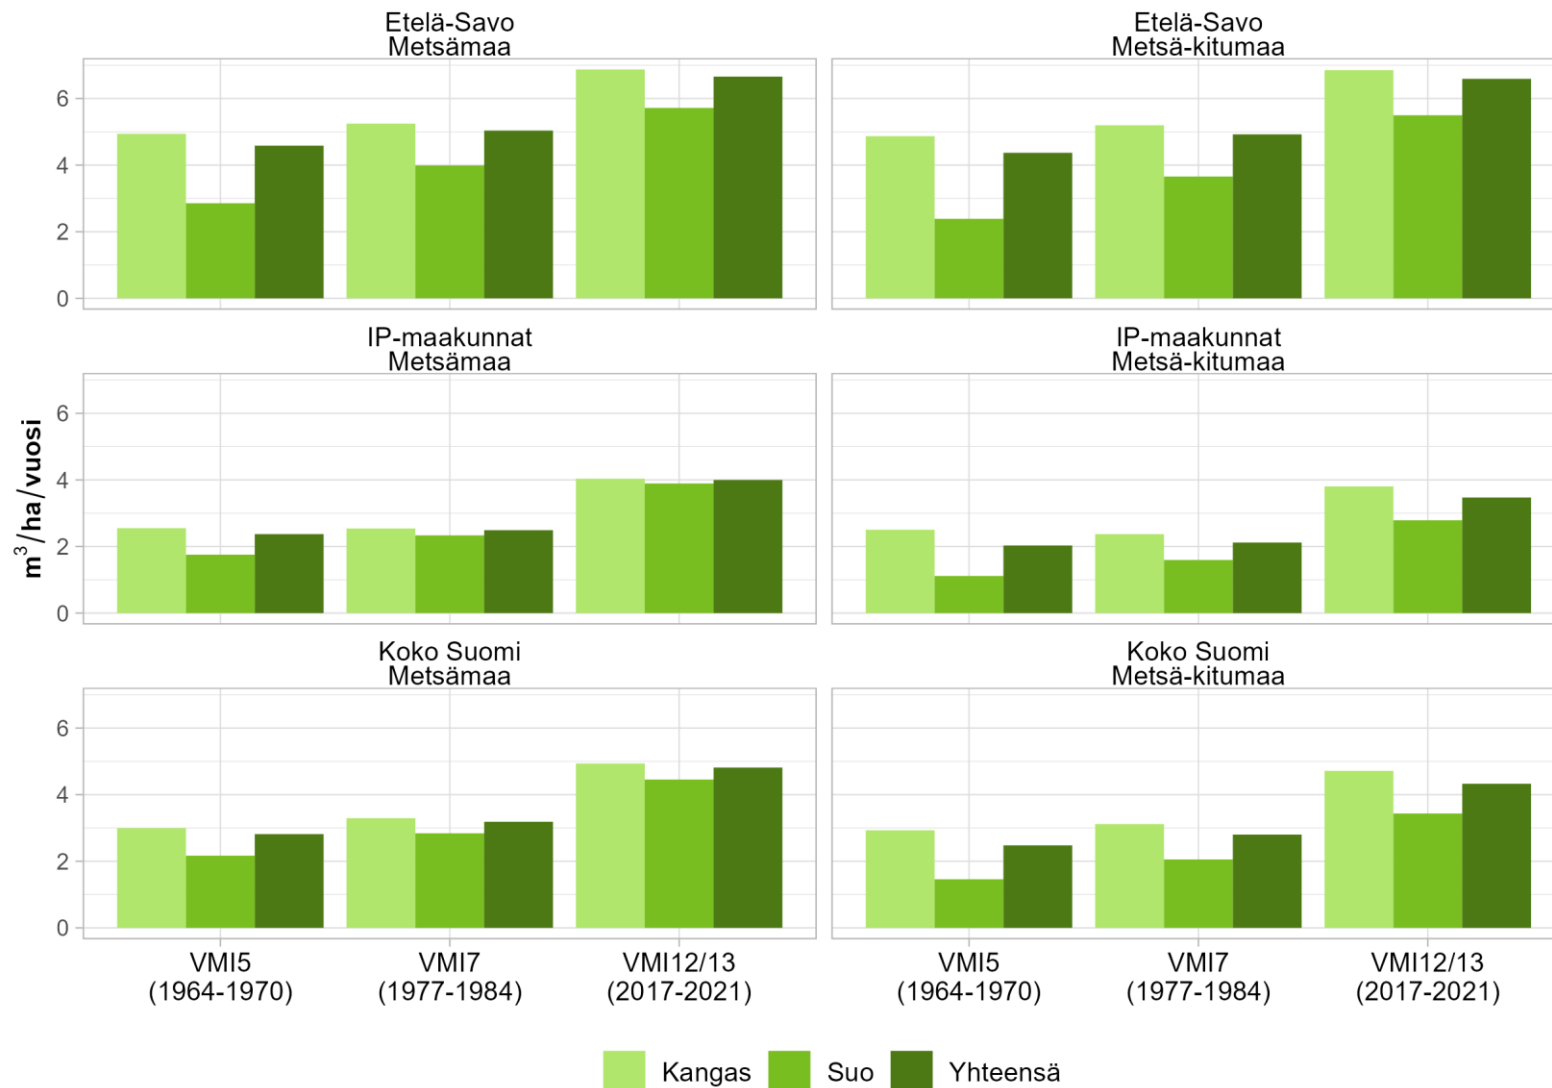 Etelä-Savo
Metsämaa
Etelä-Savo
Metsä-kitumaa
6
4
2
0
IP-maakunnat
Metsämaa
IP-maakunnat
Metsä-kitumaa
m³/ha/vuosi
6
4
2
0
Koko Suomi
Metsämaa
Koko Suomi
Metsä-kitumaa
6
4
2
0
VMI5 VMI7 VMI12/13 VMI5 VMI7 VMI12/13
(1964-1970) (1977-1984) (2017-2021) (1964-1970) (1977-1984) (2017-2021)
Kangas Suo Yhteensä